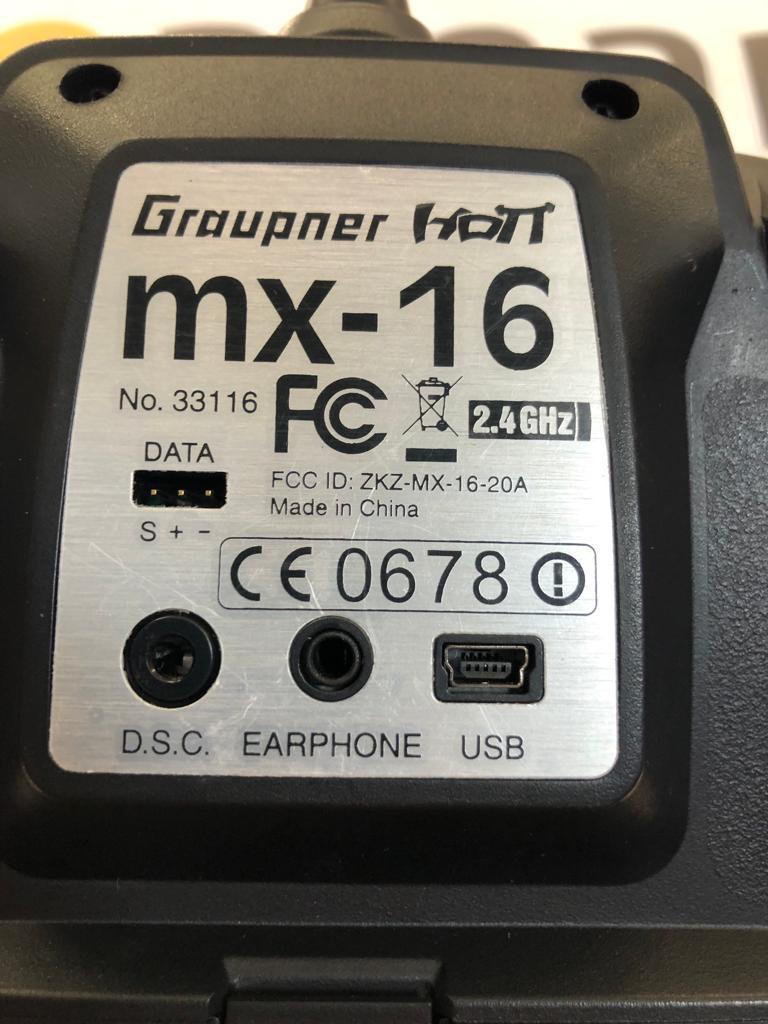 Graupner HoTT
mx-16
No. 33116 FC 2.4 GHz
DATA
FCC ID: ZKZ-MX-16-20A
Made in China
S + -
CE 0678
D.S.C. EARPHONE USB